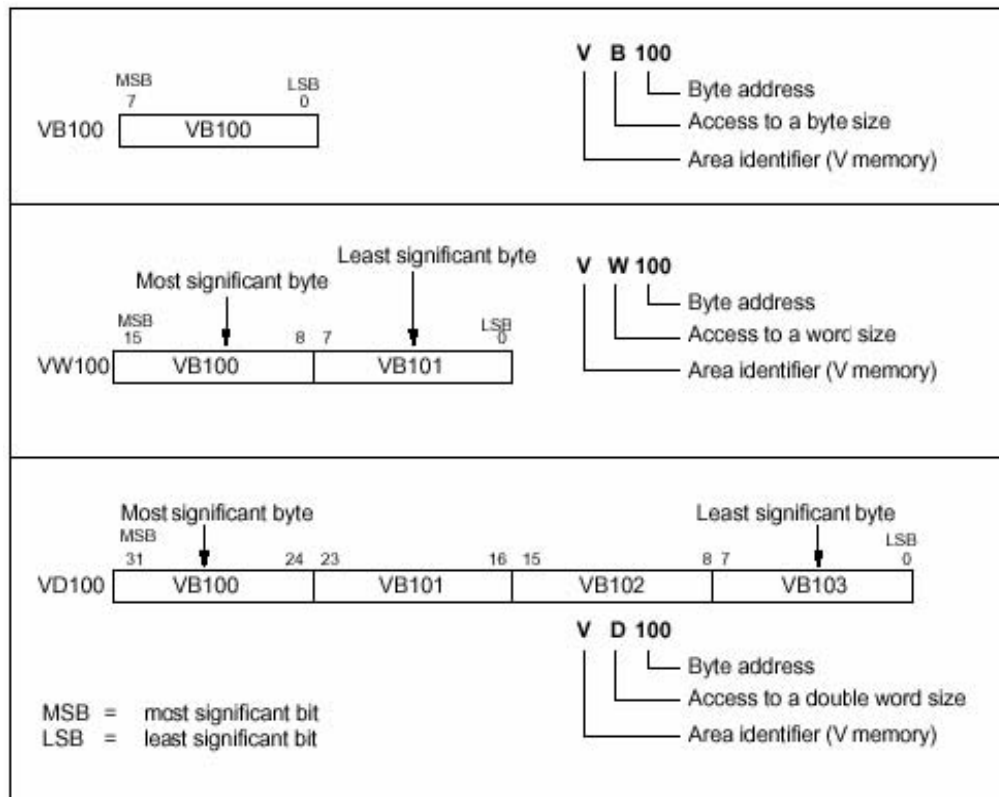 V B 100
MSB LSB
7 0
VB100 VB100
Byte address
Access to a byte size
Area identifier (V memory)
Least significant byte
Most significant byte
V W 100
MSB LSB
15 8 7 0
VW100 VB100 VB101
Byte address
Access to a word size
Area identifier (V memory)
Most significant byte Least significant byte
MSB LSB
31 24 23 16 15 8 7 0
VD100 VB100 VB101 VB102 VB103
V D 100
Byte address
Access to a double word size
Area identifier (V memory)
MSB = most significant bit
LSB = least significant bit